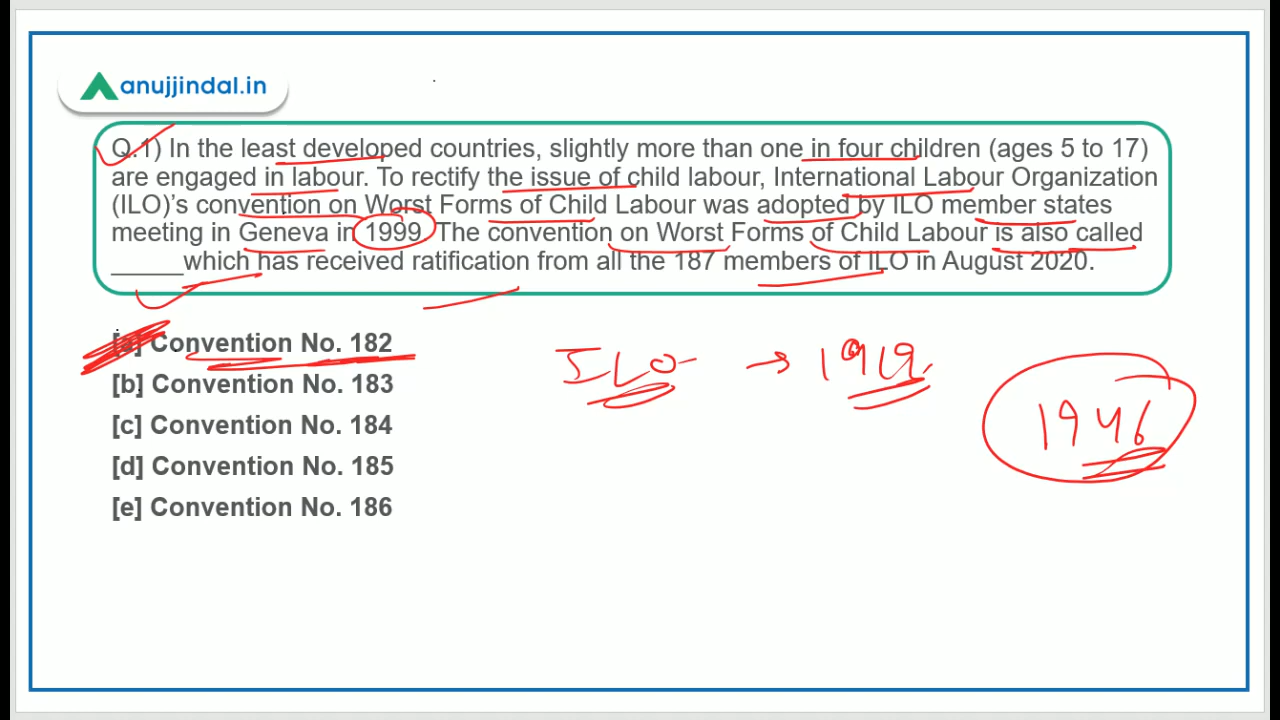 anujjindal.in
Q.1) In the least developed countries, slightly more than one in four children (ages 5 to 17)
are engaged in labour. To rectify the issue of child labour, International Labour Organization
(ILO)'s convention on Worst Forms of Child Labour was adopted by ILO member states
meeting in Geneva in 1999. The convention on Worst Forms of Child Labour is also called
_____which has received ratification from all the 187 members of ILO in August 2020.
[a] Convention No. 182
[b] Convention No. 183
[c] Convention No. 184
[d] Convention No. 185
[e] Convention No. 186
ILO → 1919
1946